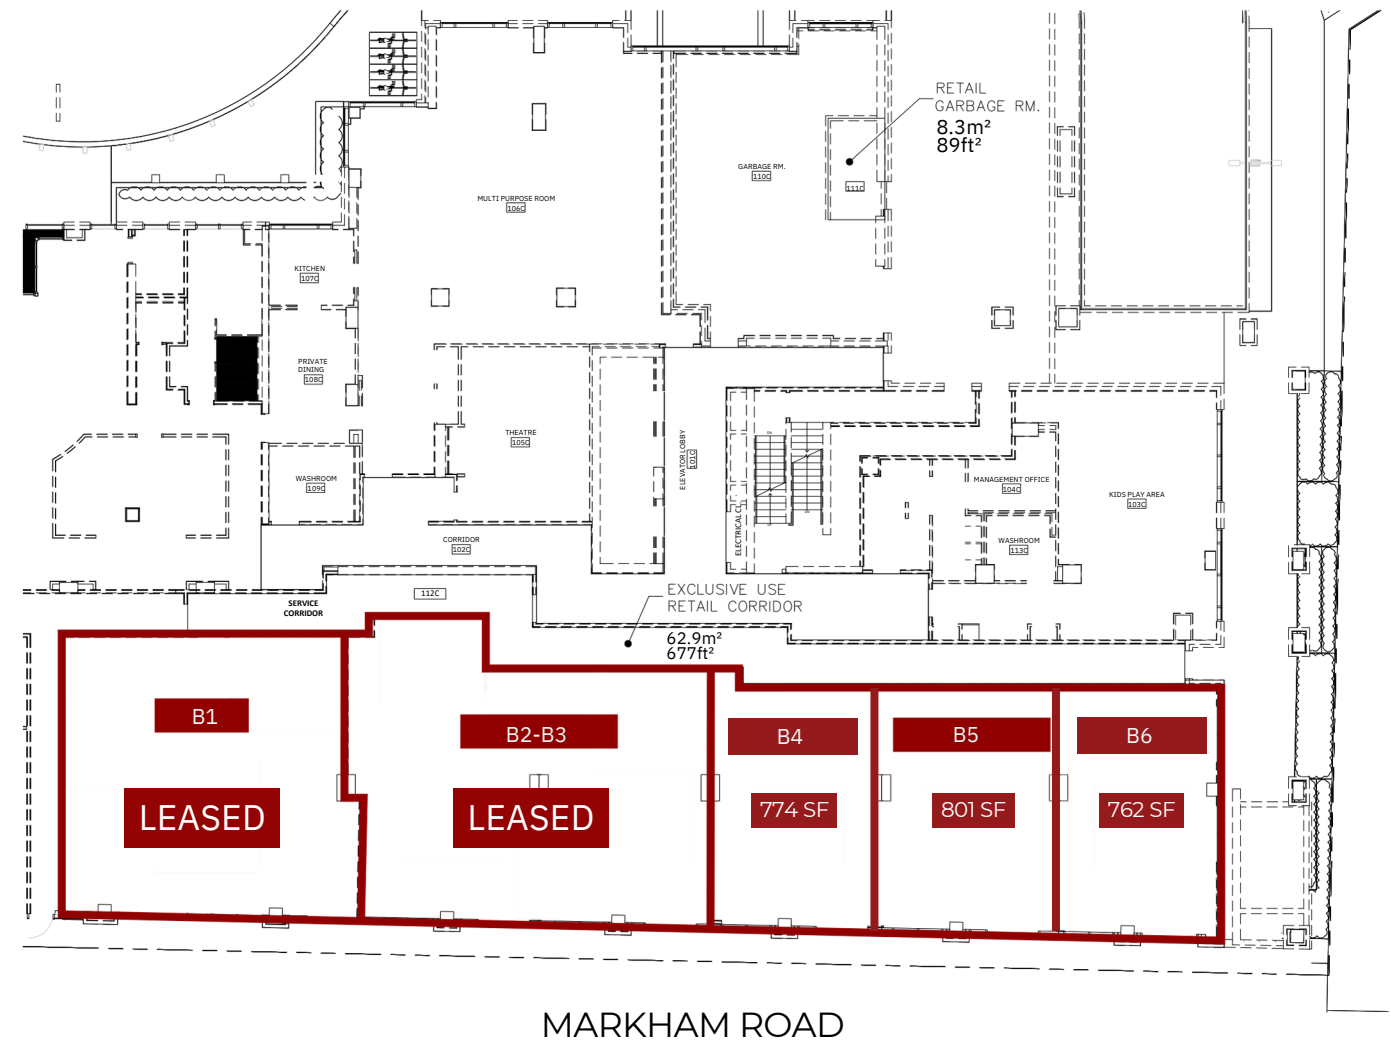 RETAIL
GARBAGE RM.
8.3m²
89ft²
GARBAGE RM.
110C
111C
MULTI PURPOSE ROOM
106C
KITCHEN
107C
PRIVATE
DINING
108C
THEATRE
105C
ELEVATOR LOBBY
101C
WASHROOM
109C
MANAGEMENT OFFICE
104C
KIDS PLAY AREA
103C
ELECTRICAL
WASHROOM
113C
CORRIDOR
102C
112C
SERVICE
CORRIDOR
EXCLUSIVE USE
RETAIL CORRIDOR
62.9m²
677ft²
B1
B2-B3
B4
B5
B6
LEASED
LEASED
774 SF
801 SF
762 SF
MARKHAM ROAD